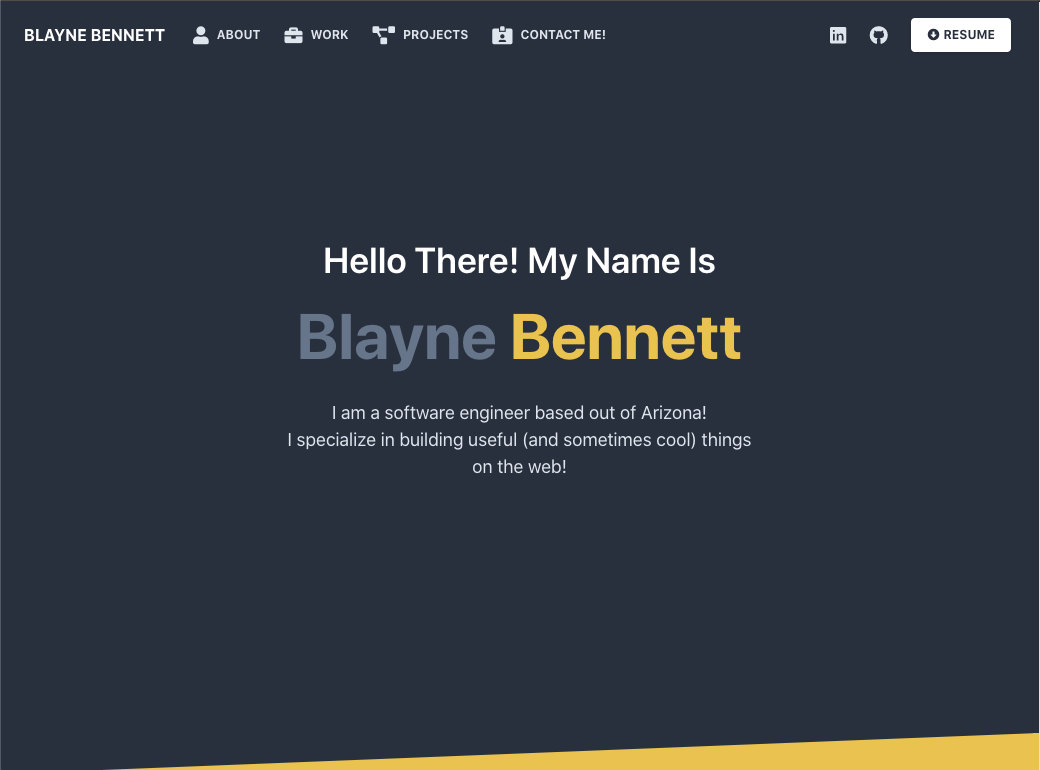 BLAYNE BENNETT ABOUT WORK PROJECTS CONTACT ME! RESUME
Hello There! My Name Is
Blayne Bennett
I am a software engineer based out of Arizona!
I specialize in building useful (and sometimes cool) things
on the web!